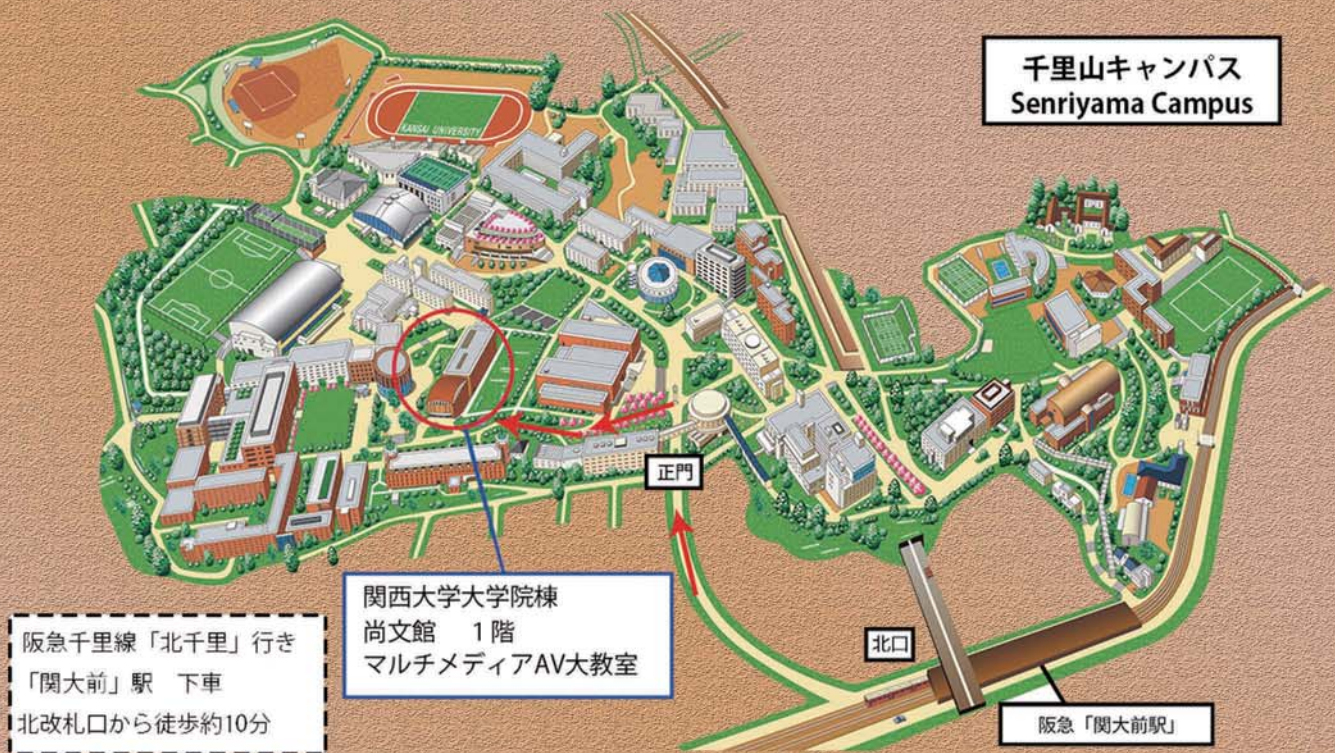 千里山キャンパス
Senriyama Campus
KANSAI UNIVERSITY
正門
関西大学大学院棟
尚文館　1階
マルチメディアAV大教室
北口
阪急千里線「北千里」行き
「関大前」駅　下車
北改札口から徒歩約10分
阪急「関大前駅」